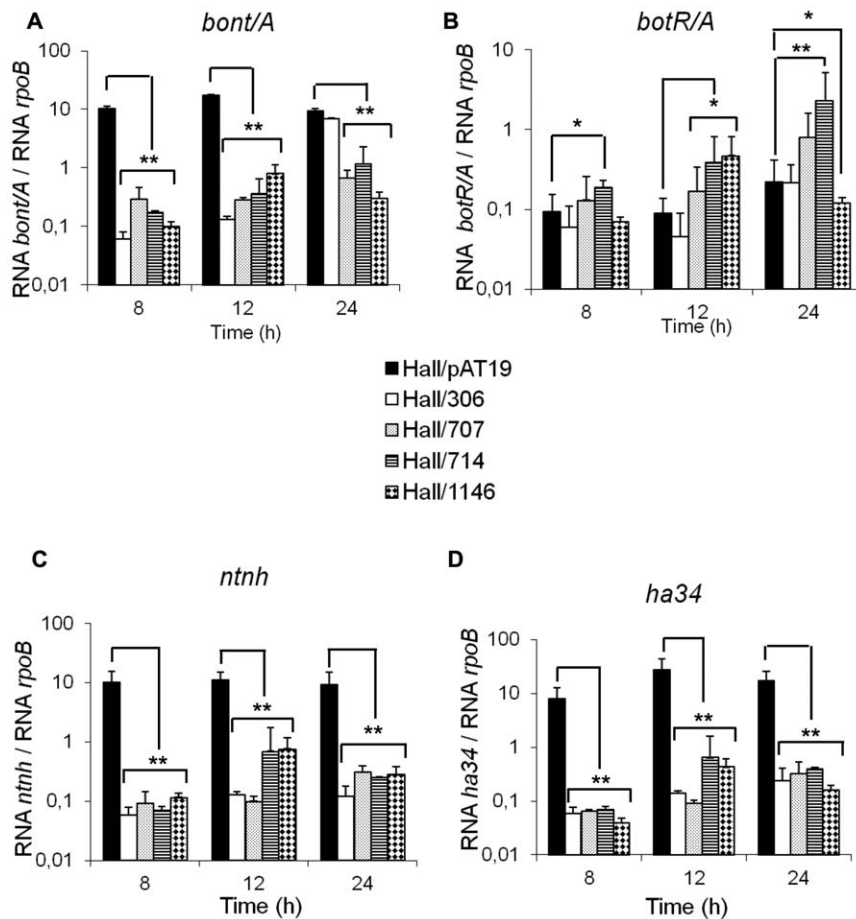 A
bont/A
RNA bont/A / RNA rpoB
100
10
1
0,1
0,01
**
**
**
8
12
24
Time (h)
B
botR/A
RNA botR/A / RNA rpoB
10
1
0,1
0,01
*
*
*
**
8
12
24
Time (h)
Hall/pAT19
Hall/306
Hall/707
Hall/714
Hall/1146
C
ntnh
RNA ntnh / RNA rpoB
100
10
1
0,1
0,01
**
**
**
8
12
24
Time (h)
D
ha34
RNA ha34 / RNA rpoB
100
10
1
0,1
0,01
**
**
**
8
12
24
Time (h)